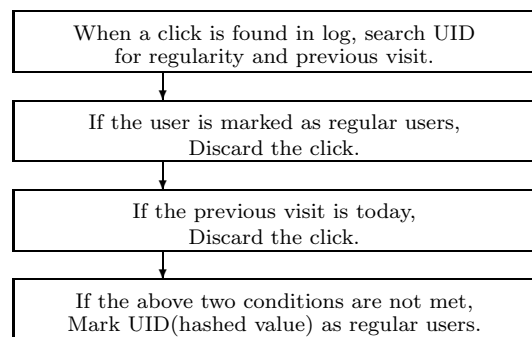 When a click is found in log, search UID
for regularity and previous visit.
If the user is marked as regular users,
Discard the click.
If the previous visit is today,
Discard the click.
If the above two conditions are not met,
Mark UID(hashed value) as regular users.